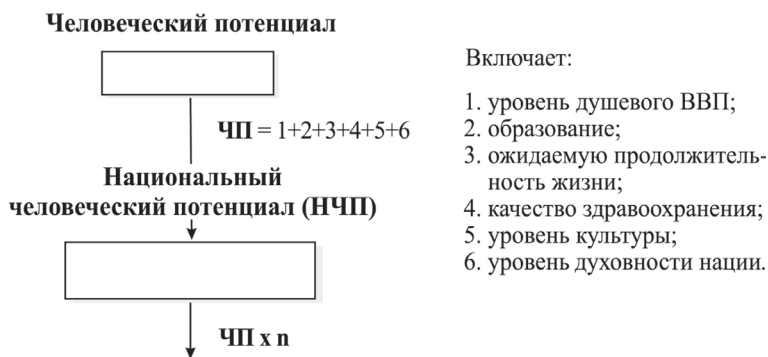 Человеческий потенциал
ЧП = 1+2+3+4+5+6
Национальный
человеческий потенциал (НЧП)
ЧП x n
Включает:
1. уровень душевого ВВП;
2. образование;
3. ожидаемую продолжитель-
ность жизни;
4. качество здравоохранения;
5. уровень культуры;
6. уровень духовности нации.